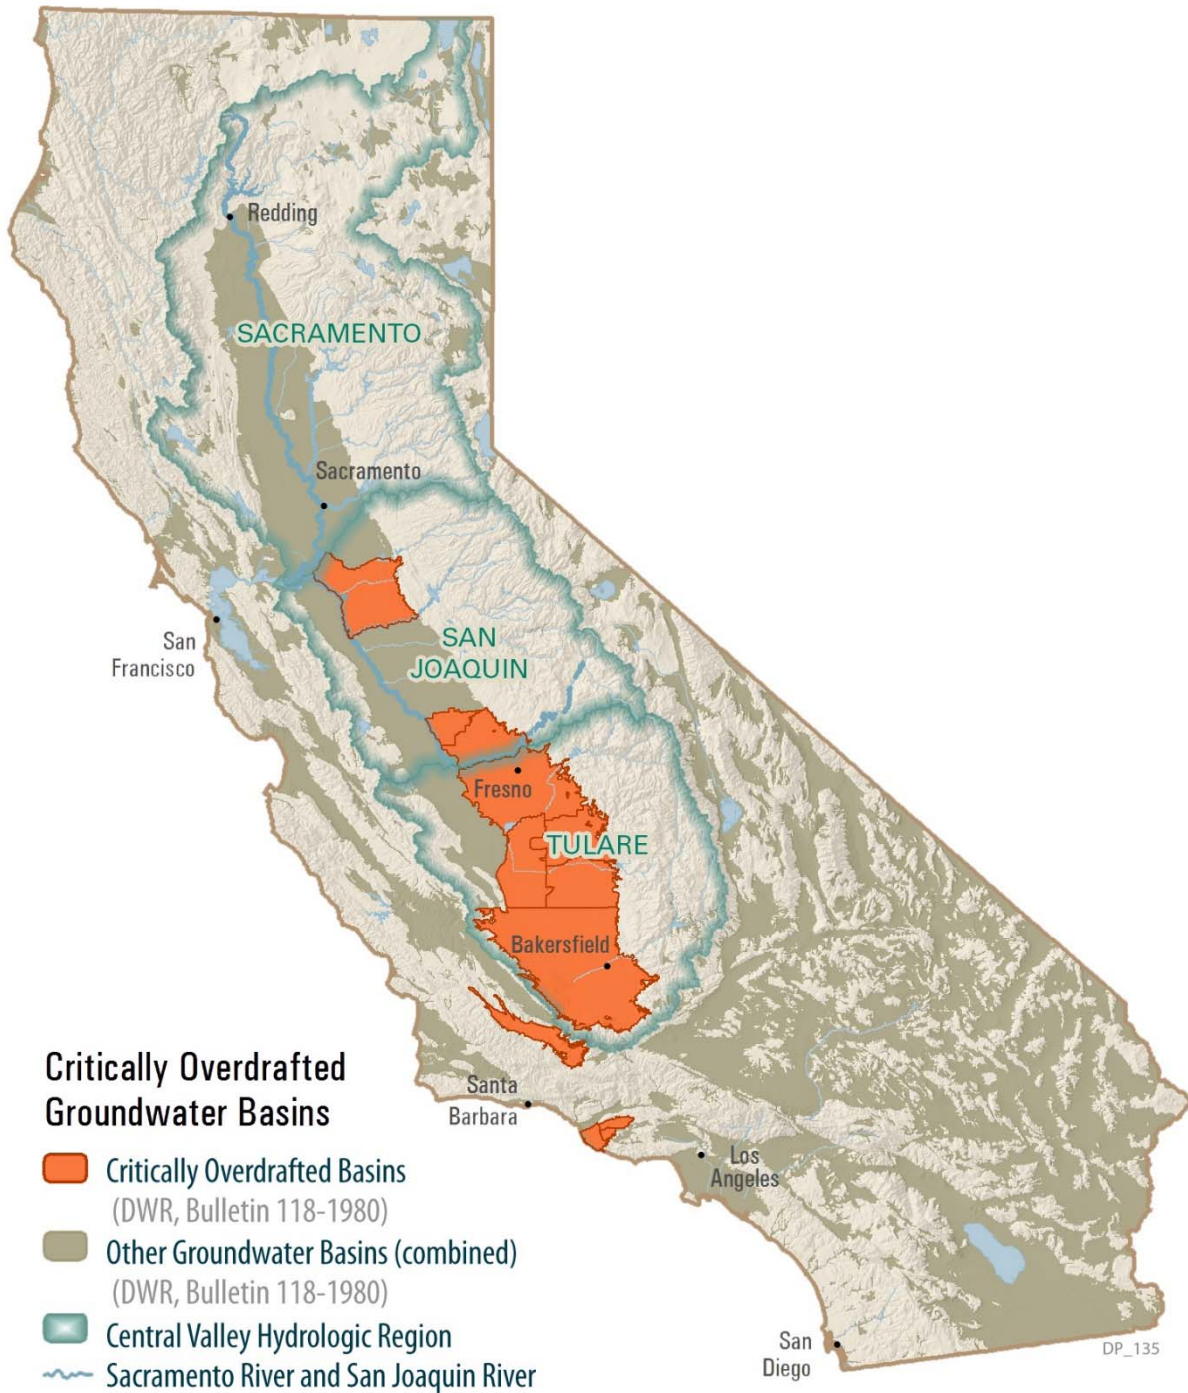 Redding
SACRAMENTO
Sacramento
San
Francisco
SAN
JOAQUIN
Fresno
TULARE
Bakersfield
Santa
Barbara
Los
Angeles
San
Diego
DP_135
Critically Overdrafted
Groundwater Basins
Critically Overdrafted Basins
(DWR, Bulletin 118-1980)
Other Groundwater Basins (combined)
(DWR, Bulletin 118-1980)
Central Valley Hydrologic Region
Sacramento River and San Joaquin River